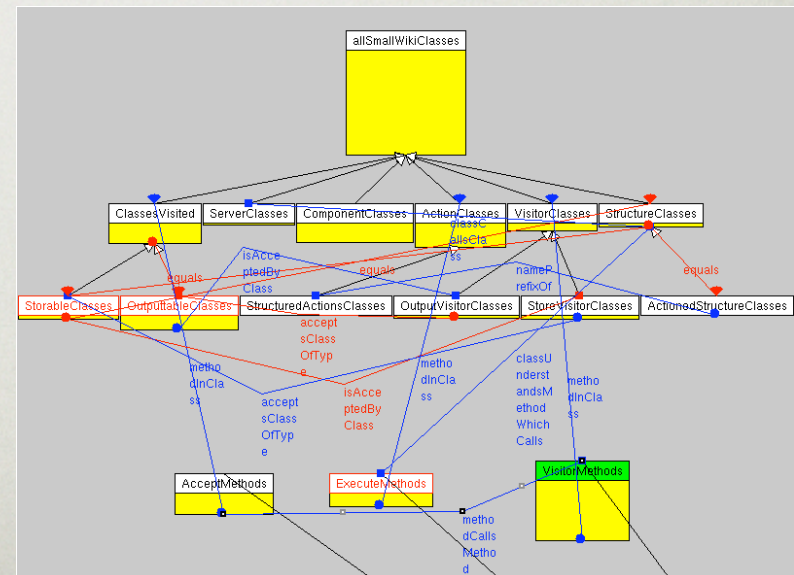 allSmallWikiClasses
ClassesVisited
ServerClasses
ComponentClasses
ActionClasses
VisitorClasses
StructureClasses
classC
allsCla
ss
isAcce
ptedBy
Class
equals
equals
nameP
refixOf
equals
StorableClasses
OutputtableClasses
StructuredActionsClasses
OutputVisitorClasses
StoreVisitorClasses
ActionedStructureClasses
accept
sClass
OfTyp
e
metho
dInCla
ss
accept
sClass
OfTyp
e
isAcce
ptedBy
Class
metho
dInCla
ss
classUn
derst
andsM
ethod
Which
Calls
metho
dInCla
ss
AcceptMethods
ExecuteMethods
VisitorMethods
metho
dCalls
Metho
d